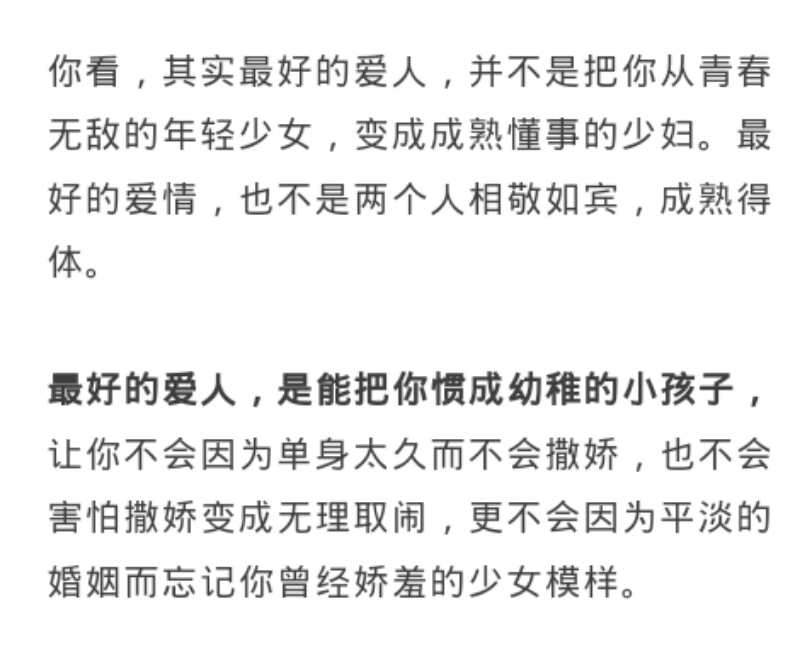 你看，其实最好的爱人，并不是把你从青春
无敌的年轻少女，变成成熟懂事的少妇。最
好的爱情，也不是两个人相敬如宾，成熟得
体。
最好的爱人，是能把你惯成幼稚的小孩子，
让你不会因为单身太久而不会撒娇，也不会
害怕撒娇变成无理取闹，更不会因为平淡的
婚姻而忘记你曾经娇羞的少女模样。